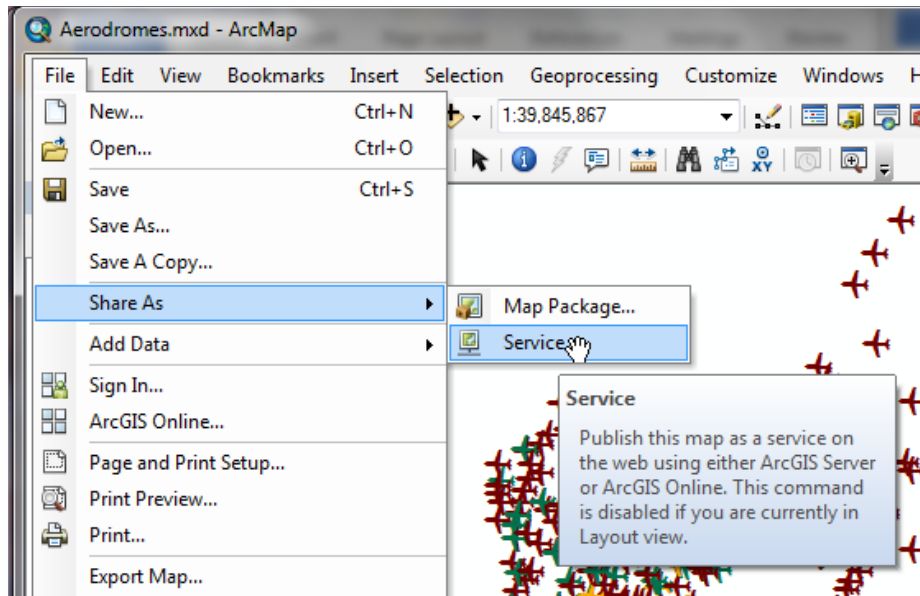 Aerodromes.mxd - ArcMap
File Edit View Bookmarks Insert Selection Geoprocessing Customize Windows H
New... Ctrl+N
1:39,845,867
Open... Ctrl+O
XY
Save Ctrl+S
Save As...
Save A Copy...
Share As
Map Package...
Add Data
Service
Sign In...
Service
ArcGIS Online...
Publish this map as a service on
the web using either ArcGIS Server
or ArcGIS Online. This command
is disabled if you are currently in
Layout view.
Page and Print Setup...
Print Preview...
Print...
Export Map...